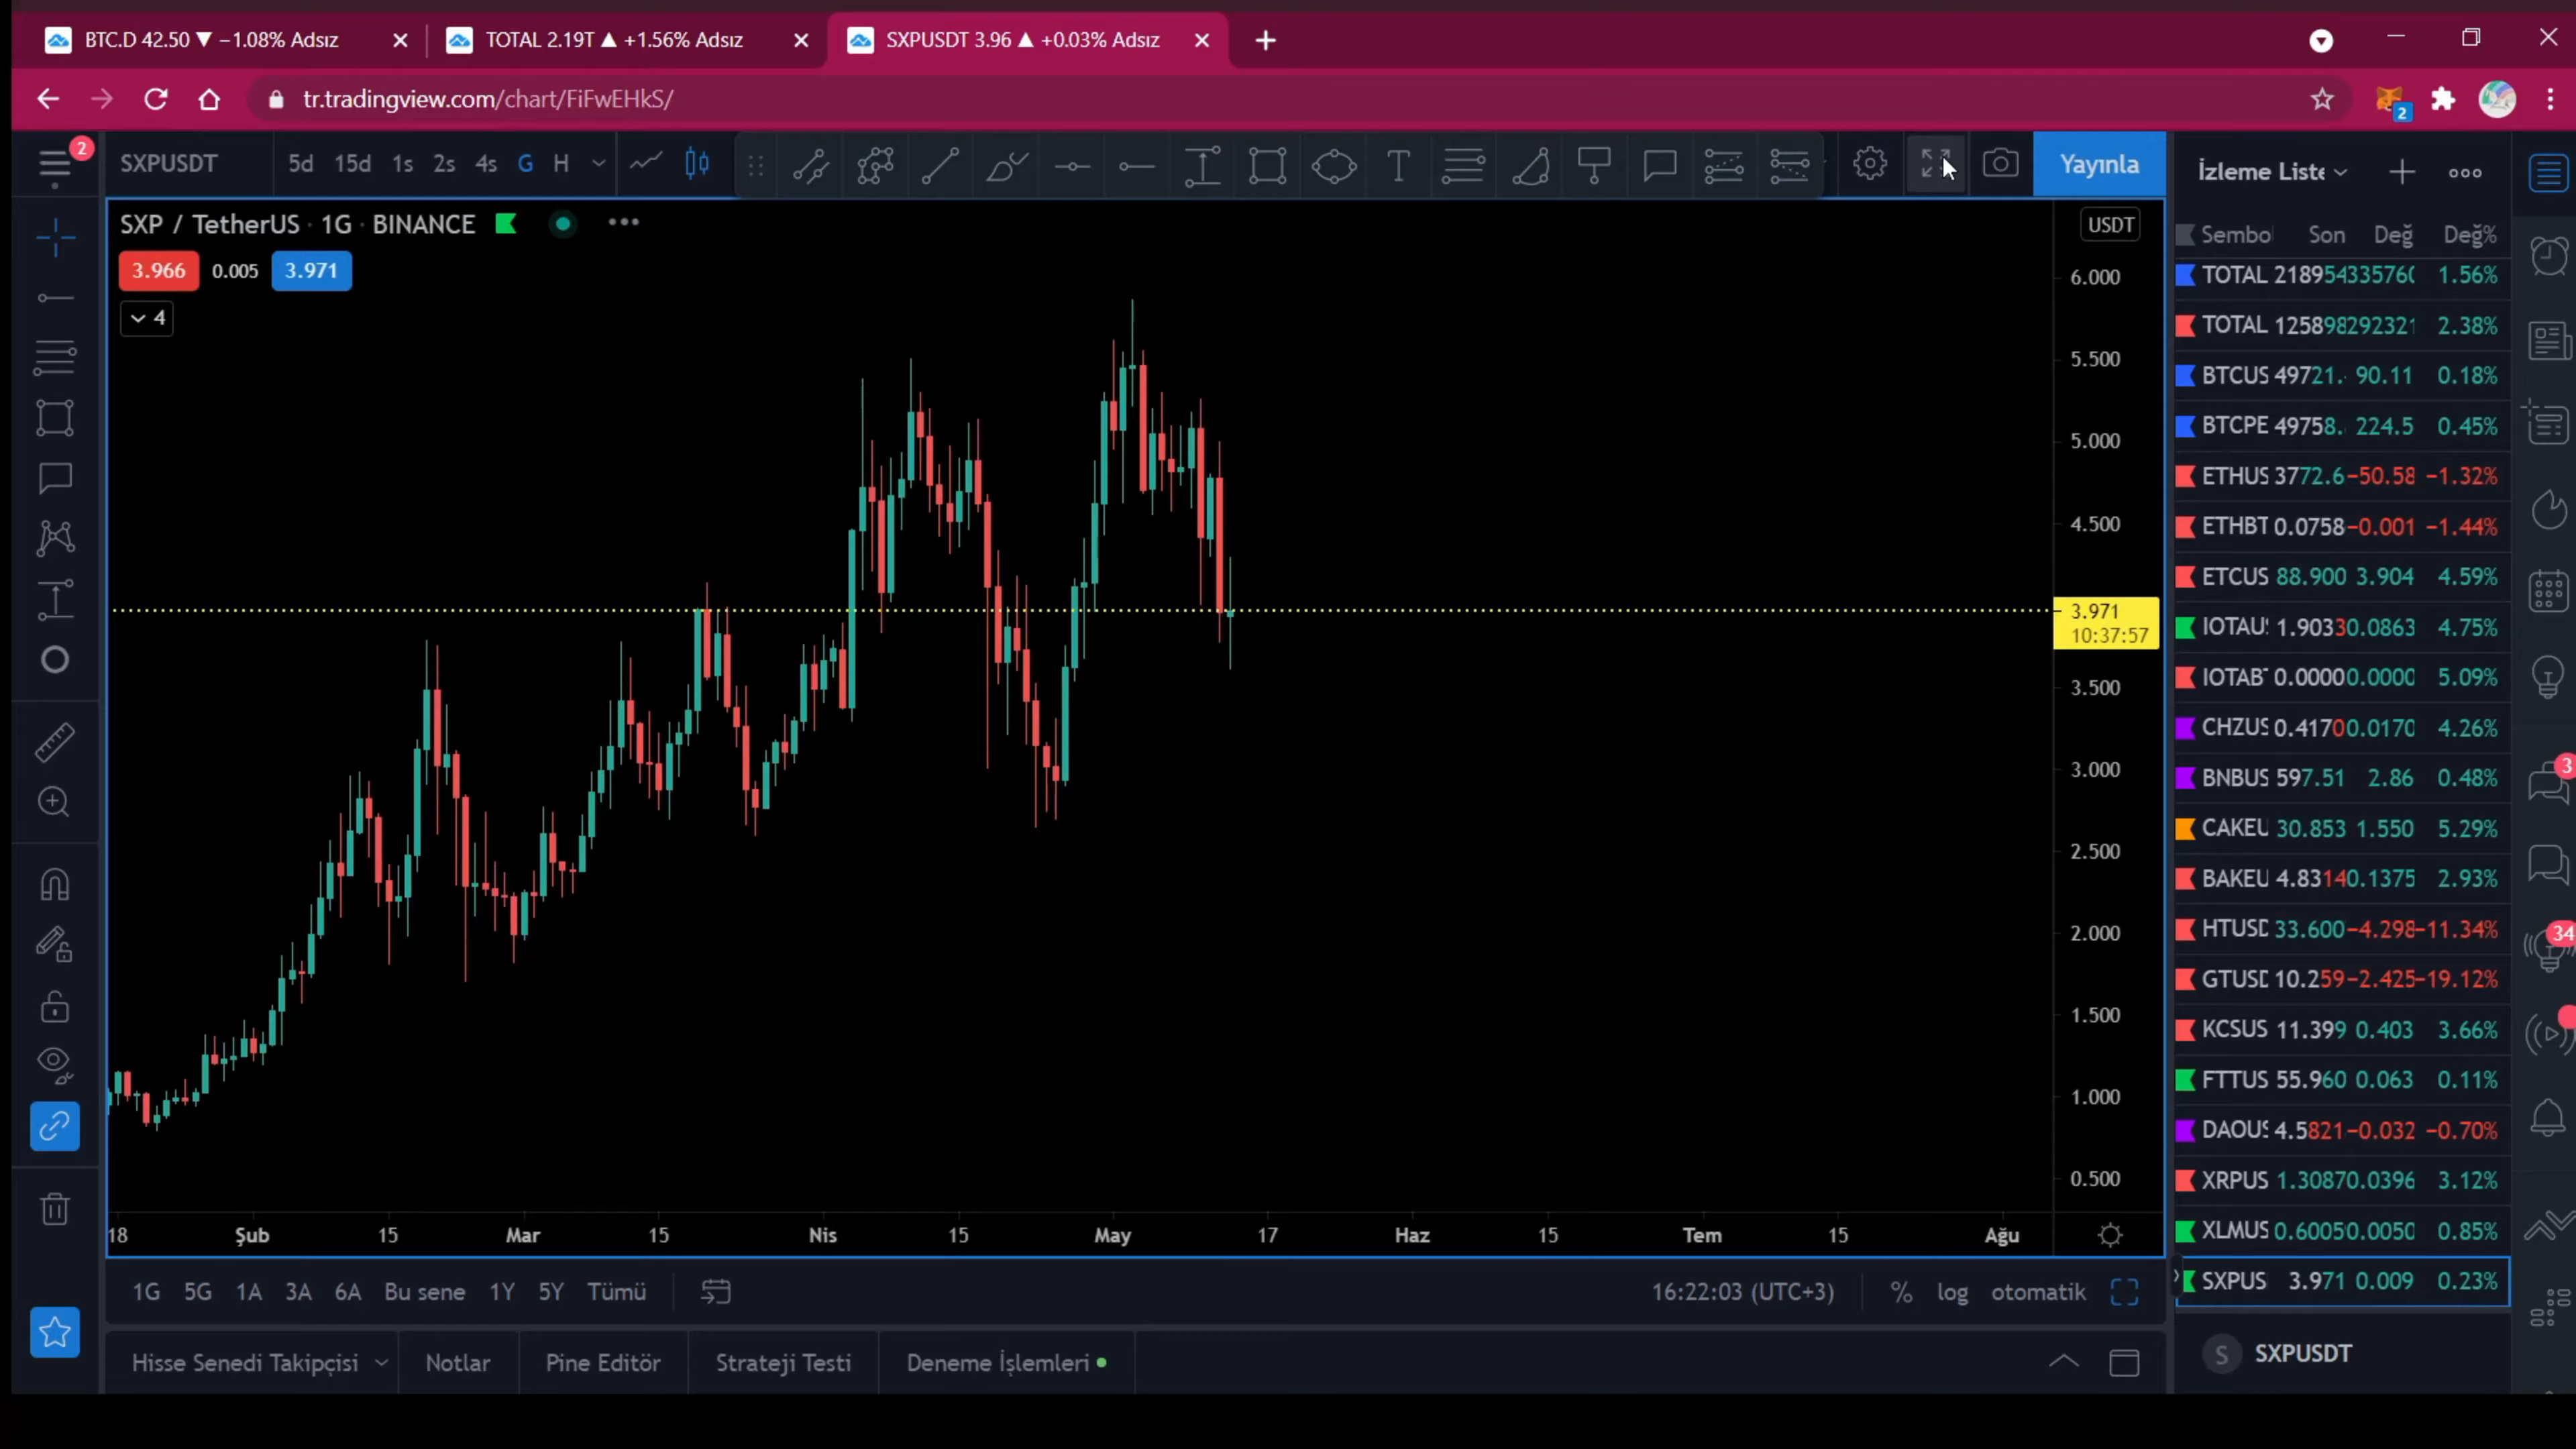 BTC.D 42.50 ▼ −1.08% Adsız
TOTAL 2.19T ▲ +1.56% Adsız
SXPUSDT 3.96 ▲ +0.03% Adsız
tr.tradingview.com/chart/FiFwEHkS/
2
2
SXPUSDT 5d 15d 1s 2s 4s G H
Yayınla
İzleme Liste
SXP / TetherUS · 1G · BINANCE
USDT
3.966 0.005 3.971
4
Sembo Son Değ Değ%
TOTAL 218954335760 1.56%
TOTAL 125898292321 2.38%
BTCUS 49721. 90.11 0.18%
BTCPE 49758. 224.5 0.45%
ETHUS 3772.6 −50.58 −1.32%
ETHBT 0.0758 −0.001 −1.44%
ETCUS 88.900 3.904 4.59%
IOTAU 1.9033 0.0863 4.75%
IOTAB 0.0000 0.0000 5.09%
CHZUS 0.4170 0.0170 4.26%
BNBUS 597.51 2.86 0.48%
CAKEU 30.853 1.550 5.29%
BAKEU 4.8314 0.1375 2.93%
HTUSD 33.600 −4.298 −11.34%
GTUSD 10.259 −2.425 −19.12%
KCSUS 11.399 0.403 3.66%
FTTUS 55.960 0.063 0.11%
DAOUS 4.5821 −0.032 −0.70%
XRPUS 1.3087 0.0396 3.12%
XLMUS 0.6005 0.0050 0.85%
SXPUS 3.971 0.009 0.23%
SXPUSDT
S
3
34
6.000
5.500
5.000
4.500
3.971
10:37:57
3.500
3.000
2.500
2.000
1.500
1.000
0.500
18 Şub 15 Mar 15 Nis 15 May 17 Haz 15 Tem 15 Ağu
1G 5G 1A 3A 6A Bu sene 1Y 5Y Tümü
16:22:03 (UTC+3) % log otomatik
Hisse Senedi Takipçisi Notlar Pine Editör Strateji Testi Deneme İşlemleri